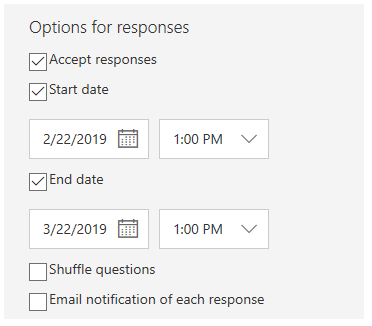 Options for responses
Accept responses
Start date
2/22/2019 1:00 PM
End date
3/22/2019 1:00 PM
Shuffle questions
Email notification of each response